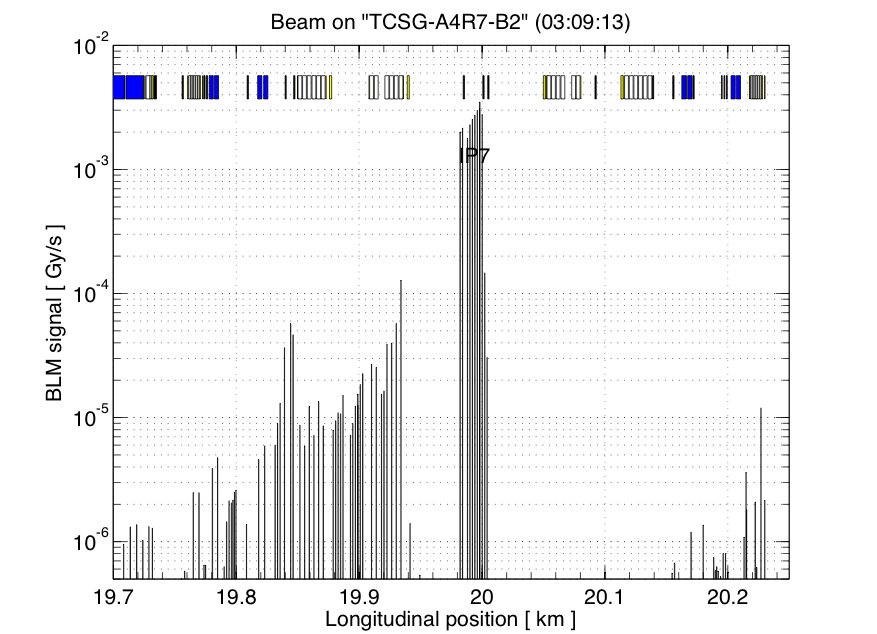 Beam on "TCSG-A4R7-B2" (03:09:13)
10^-2
10^-3
10^-4
10^-5
10^-6
BLM signal [ Gy/s ]
IP7
19.7 19.8 19.9 20 20.1 20.2
Longitudinal position [ km ]